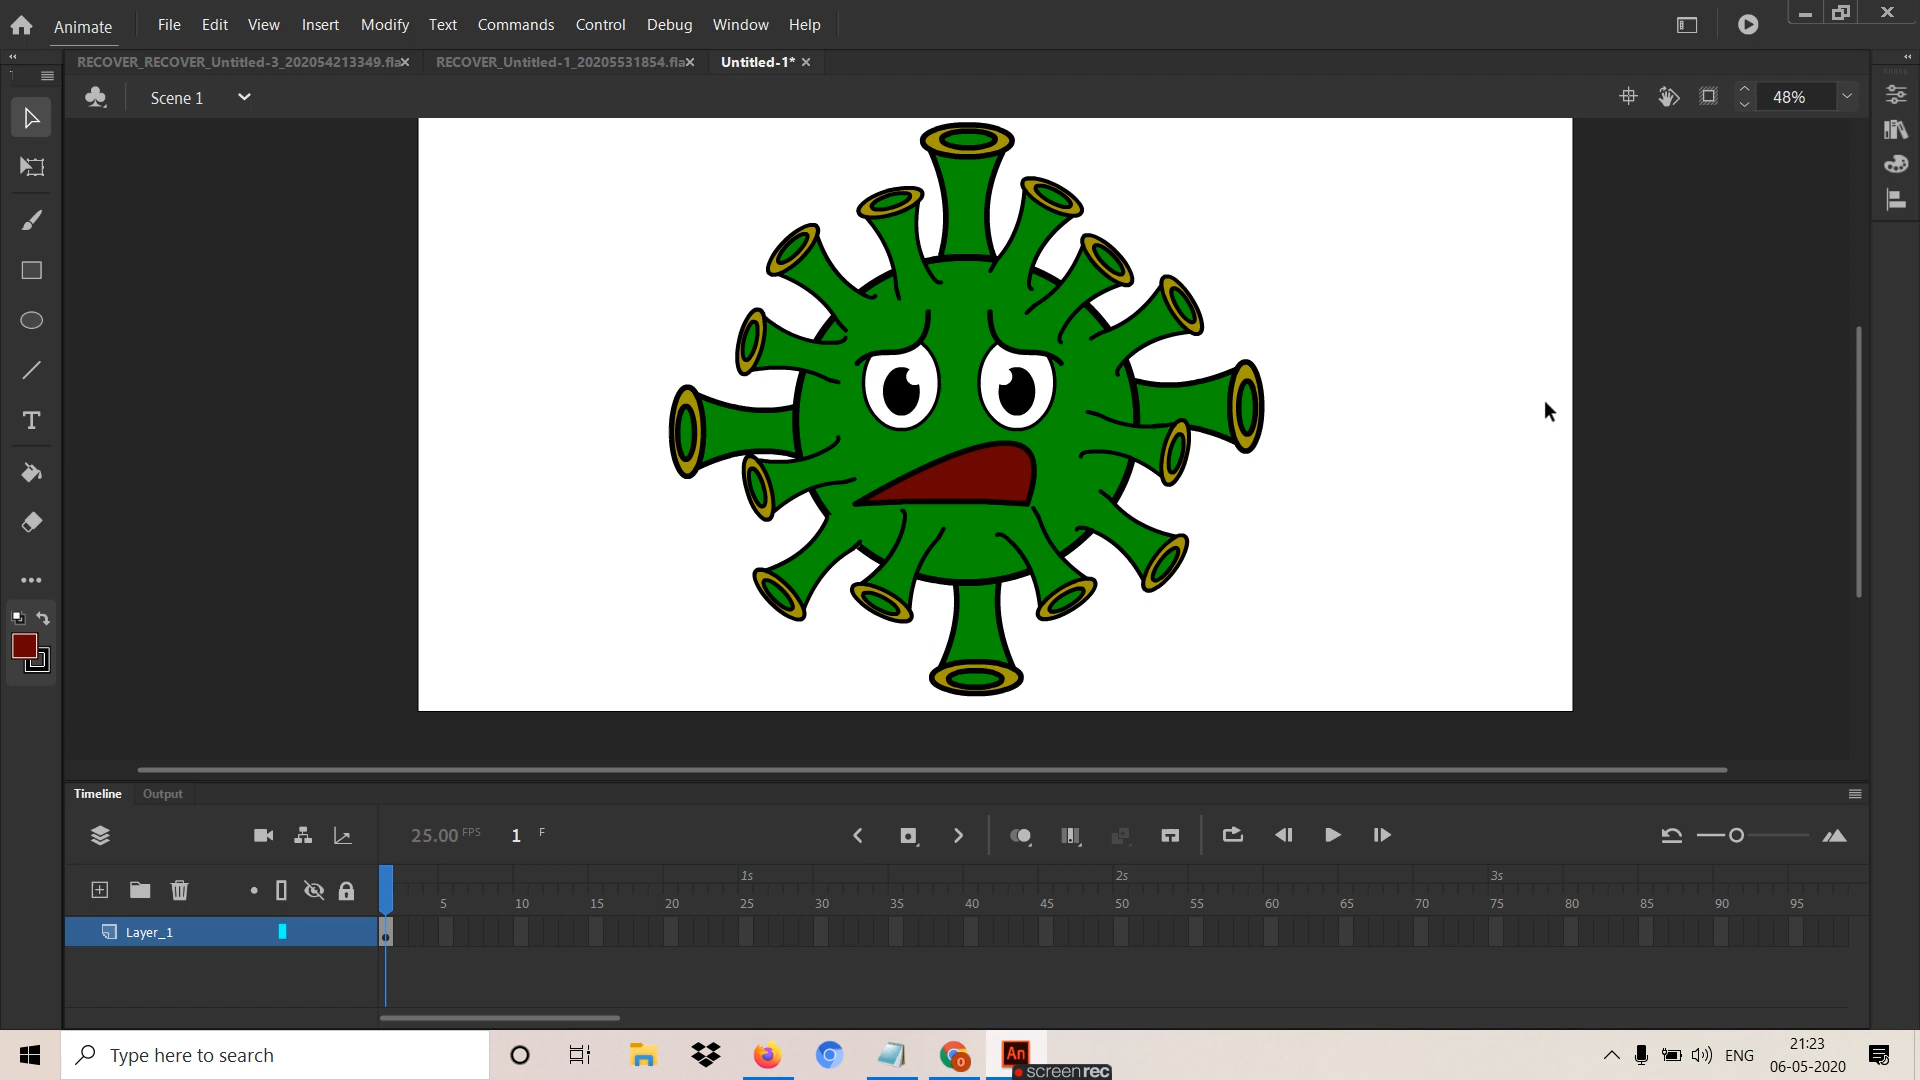 Animate File Edit View Insert Modify Text Commands Control Debug Window Help
RECOVER_RECOVER_Untitled-3_202054213349.fla RECOVER_Untitled-1_20205531854.fla Untitled-1*
Scene 1 48%
Timeline Output
25.00 FPS 1 F
1s 2s 3s
5 10 15 20 25 30 35 40 45 50 55 60 65 70 75 80 85 90 95
Layer_1
Type here to search An ENG 21:23
06-05-2020
screenrec